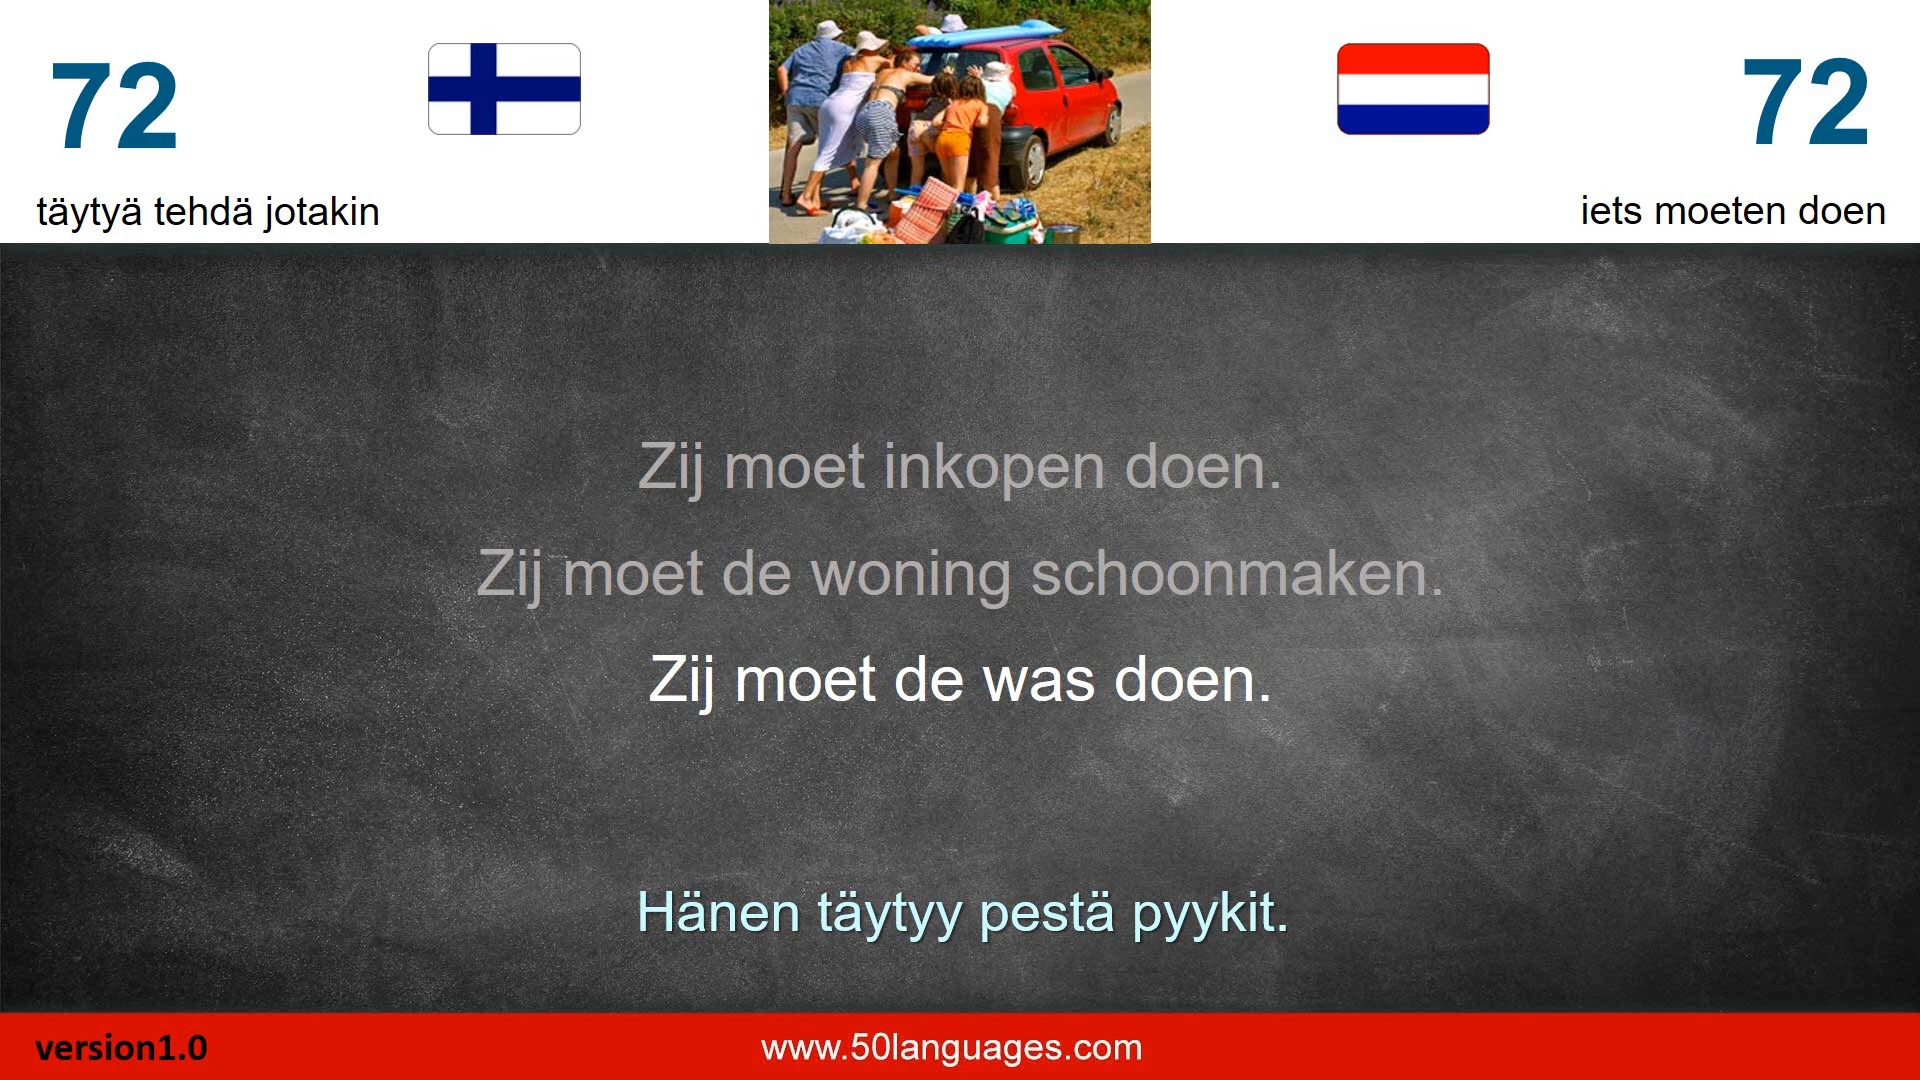 72
72
täytyä tehdä jotakin
iets moeten doen
Zij moet inkopen doen.
Zij moet de woning schoonmaken.
Zij moet de was doen.
Hänen täytyy pestä pyykit.
version1.0
www.50languages.com